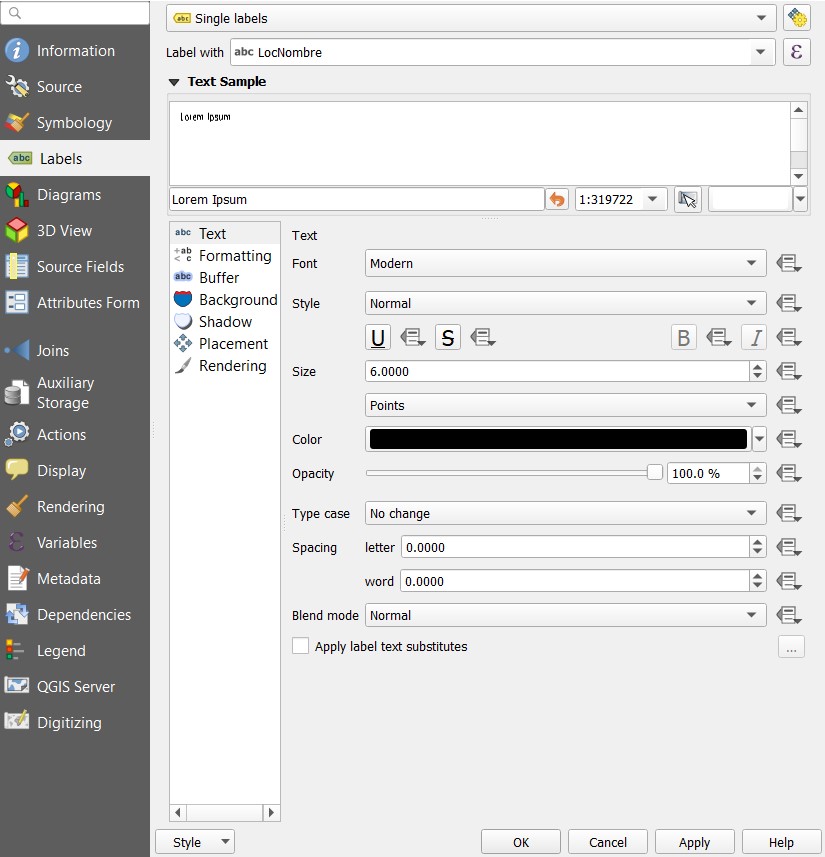 Single labels
Label with abc LocNombre ε
Text Sample
Lorem Ipsum
Lorem Ipsum 1:319722
Information
Source
Symbology
abc Labels
Diagrams
3D View
Source Fields
Attributes Form
Joins
Auxiliary
Storage
Actions
Display
Rendering
Variables
Metadata
Dependencies
Legend
QGIS Server
Digitizing
abc Text
+ab < c Formatting
abc Buffer
Background
Shadow
Placement
Rendering
Text
Font Modern
Style Normal
U S B I
Size 6.0000
Points
Color
Opacity 100.0 %
Type case No change
Spacing letter 0.0000
word 0.0000
Blend mode Normal
Apply label text substitutes ...
Style OK Cancel Apply Help